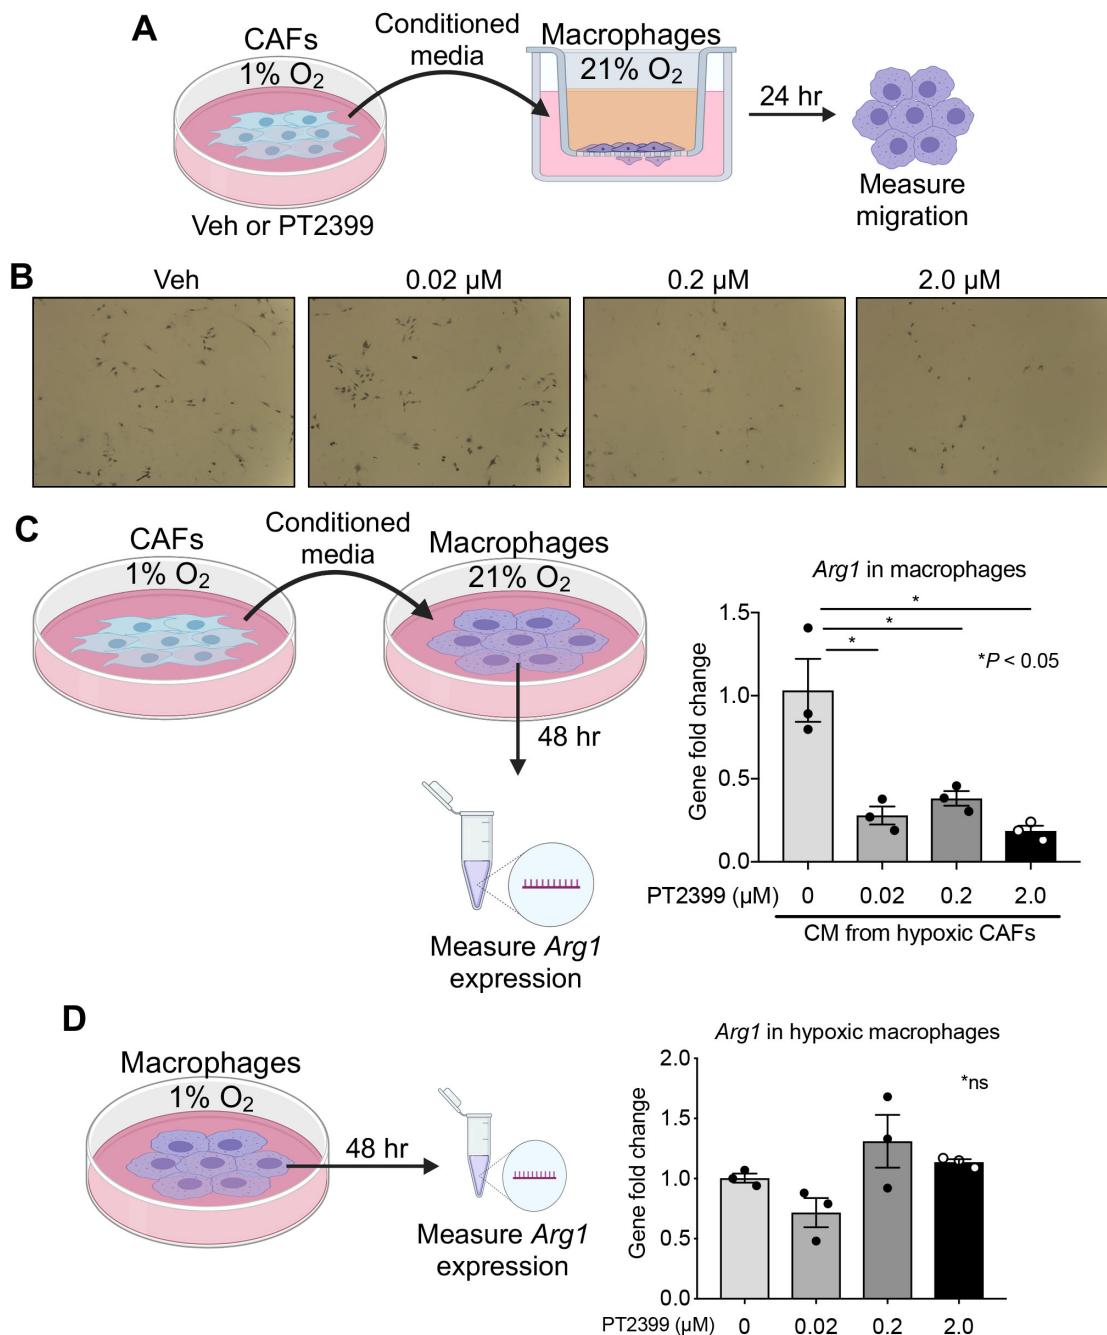 A
CAFs
1% O2
Veh or PT2399
Conditioned
media
Macrophages
21% O2
24 hr
Measure
migration
B
Veh
0.02 µM
0.2 µM
2.0 µM
C
CAFs
1% O2
Conditioned
media
Macrophages
21% O2
48 hr
Measure Arg1
expression
Arg1 in macrophages
Gene fold change
1.5
1.0
0.5
0.0
*
*
*
*P < 0.05
PT2399 (µM)
0
0.02
0.2
2.0
CM from hypoxic CAFs
D
Macrophages
1% O2
48 hr
Measure Arg1
expression
Arg1 in hypoxic macrophages
Gene fold change
2.0
1.5
1.0
0.5
0.0
*ns
PT2399 (µM)
0
0.02
0.2
2.0